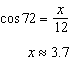 cos 72 = x/12
x ≈ 3.7